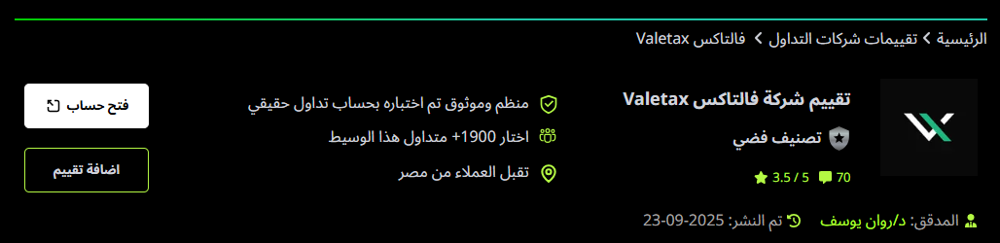 الرئيسية > تقييمات شركات التداول > فالتاكس Valetax
تقييم شركة فالتاكس Valetax
تصنيف فضي
70 3.5 / 5
المدقق: د/روان يوسف تم النشر: 2025-09-23
منظم وموثوق تم اختباره بحساب تداول حقيقي
اختار 1900+ متداول هذا الوسيط
تقبل العملاء من مصر
فتح حساب
اضافة تقييم